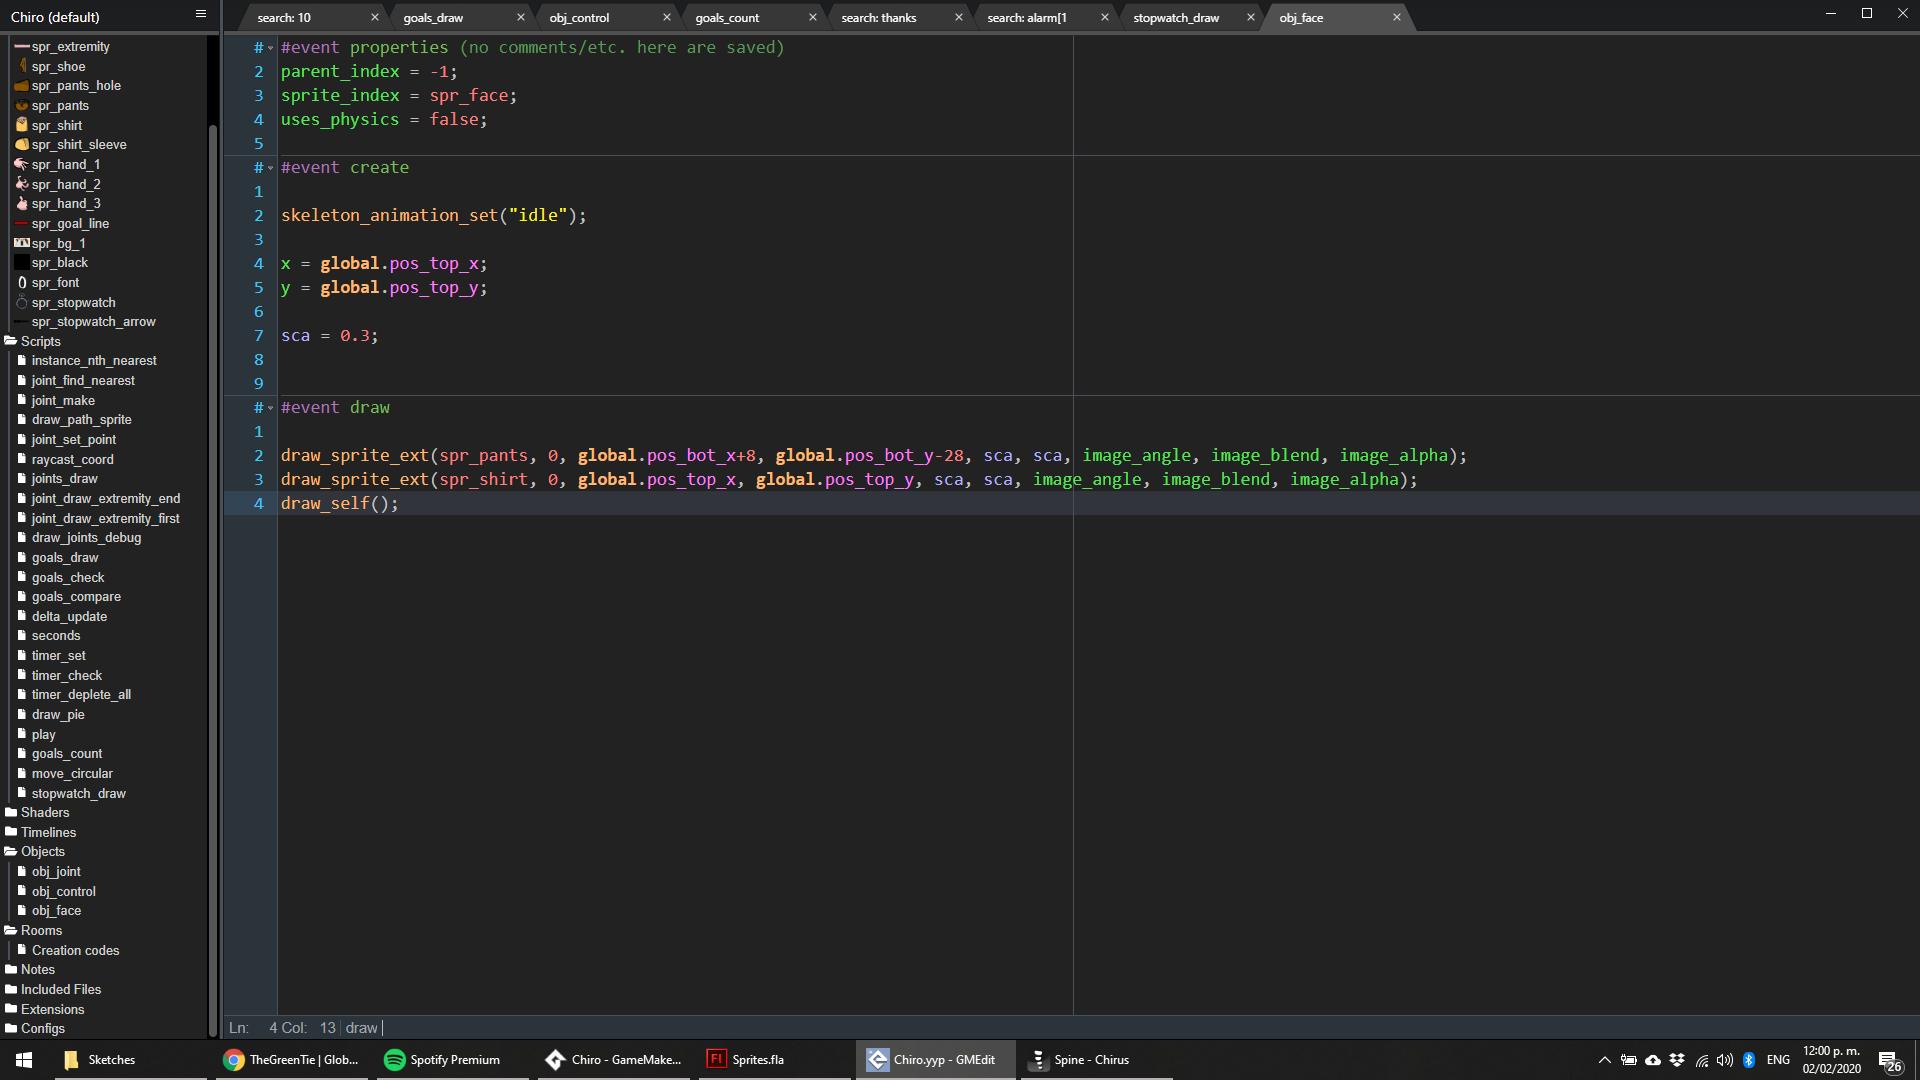 Chiro (default)
search: 10
goals_draw
obj_control
goals_count
search: thanks
search: alarm[1
stopwatch_draw
obj_face
spr_extremity
spr_shoe
spr_pants_hole
spr_pants
spr_shirt
spr_shirt_sleeve
spr_hand_1
spr_hand_2
spr_hand_3
spr_goal_line
spr_bg_1
spr_black
spr_font
spr_stopwatch
spr_stopwatch_arrow
Scripts
instance_nth_nearest
joint_find_nearest
joint_make
draw_path_sprite
joint_set_point
raycast_coord
joints_draw
joint_draw_extremity_end
joint_draw_extremity_first
draw_joints_debug
goals_draw
goals_check
goals_compare
delta_update
seconds
timer_set
timer_check
timer_deplete_all
draw_pie
play
goals_count
move_circular
stopwatch_draw
Shaders
Timelines
Objects
obj_joint
obj_control
obj_face
Rooms
Creation codes
Notes
Included Files
Extensions
Configs
# #event properties (no comments/etc. here are saved)
2 parent_index = -1;
3 sprite_index = spr_face;
4 uses_physics = false;
5
# #event create
1
2 skeleton_animation_set("idle");
3
4 x = global.pos_top_x;
5 y = global.pos_top_y;
6
7 sca = 0.3;
8
9
# #event draw
1
2 draw_sprite_ext(spr_pants, 0, global.pos_bot_x+8, global.pos_bot_y-28, sca, sca, image_angle, image_blend, image_alpha);
3 draw_sprite_ext(spr_shirt, 0, global.pos_top_x, global.pos_top_y, sca, sca, image_angle, image_blend, image_alpha);
4 draw_self();
Ln: 4 Col: 13 draw
Sketches
TheGreenTie | Glob...
Spotify Premium
Chiro - GameMake...
Fl Sprites.fla
Chiro.yyp - GMEdit
Spine - Chirus
ENG
12:00 p. m.
02/02/2020
26